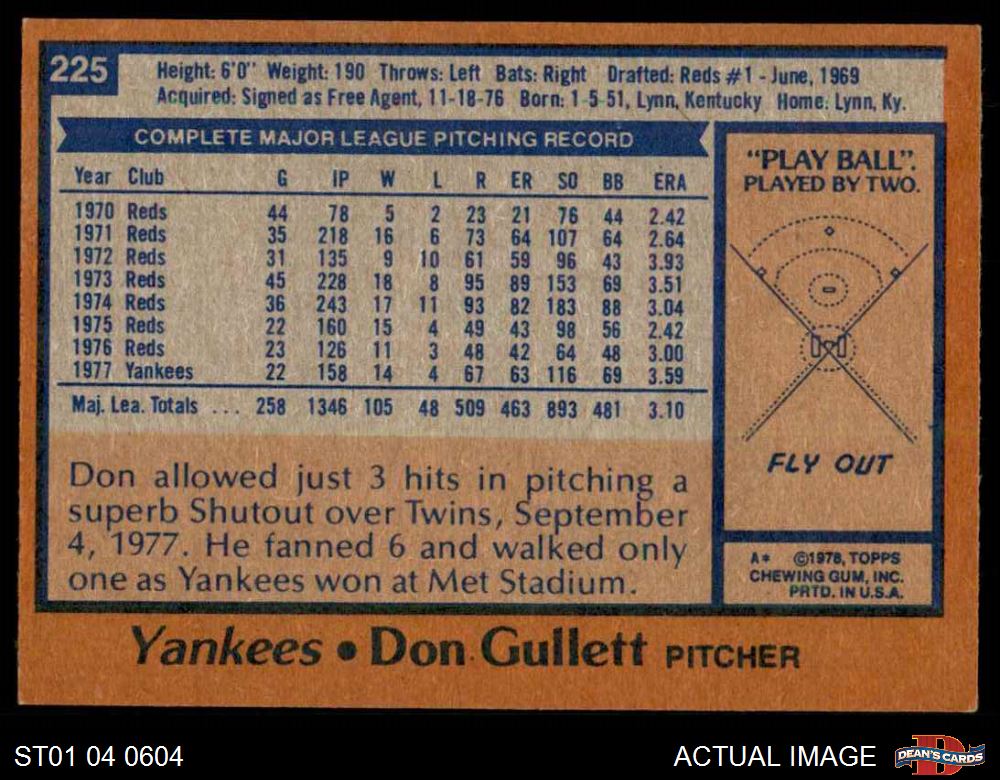 225
Height: 6'0" Weight: 190 Throws: Left Bats: Right Drafted: Reds #1 - June, 1969
Acquired: Signed as Free Agent, 11-18-76 Born: 1-5-51, Lynn, Kentucky Home: Lynn, Ky.
COMPLETE MAJOR LEAGUE PITCHING RECORD
Year Club G IP W L R ER SO BB ERA
1970 Reds 44 78 5 2 23 21 76 44 2.42
1971 Reds 35 218 16 6 73 64 107 64 2.64
1972 Reds 31 135 9 10 61 59 96 43 3.93
1973 Reds 45 228 18 8 95 89 153 69 3.51
1974 Reds 36 243 17 11 93 82 183 88 3.04
1975 Reds 22 160 15 4 49 43 98 56 2.42
1976 Reds 23 126 11 3 48 42 64 48 3.00
1977 Yankees 22 158 14 4 67 63 116 69 3.59
Maj. Lea. Totals ... 258 1346 105 48 509 463 893 481 3.10
Don allowed just 3 hits in pitching a
superb Shutout over Twins, September
4, 1977. He fanned 6 and walked only
one as Yankees won at Met Stadium.
"PLAY BALL".
PLAYED BY TWO.
FLY OUT
A* ©1978, TOPPS
CHEWING GUM, INC.
PRTD. IN U.S.A.
Yankees • Don Gullett PITCHER
ST01 04 0604
ACTUAL IMAGE
D
DEAN'S CARDS